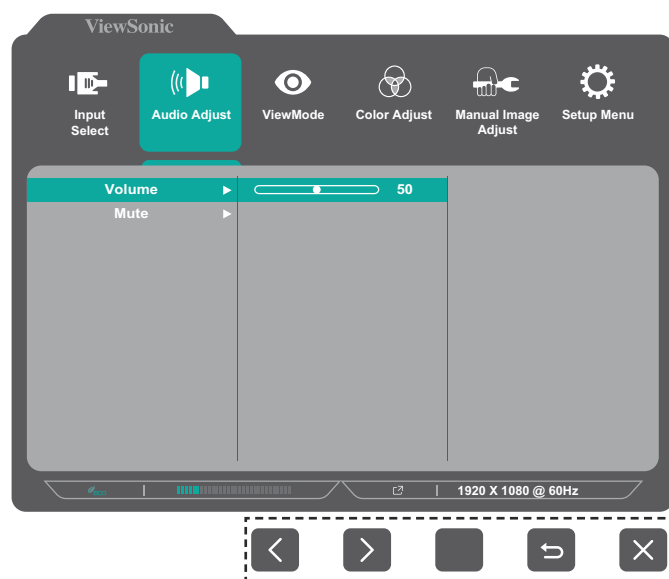 ViewSonic
Input
Select
Audio Adjust
ViewMode
Color Adjust
Manual Image
Adjust
Setup Menu
Volume
50
Mute
eco
1920 X 1080 @ 60Hz